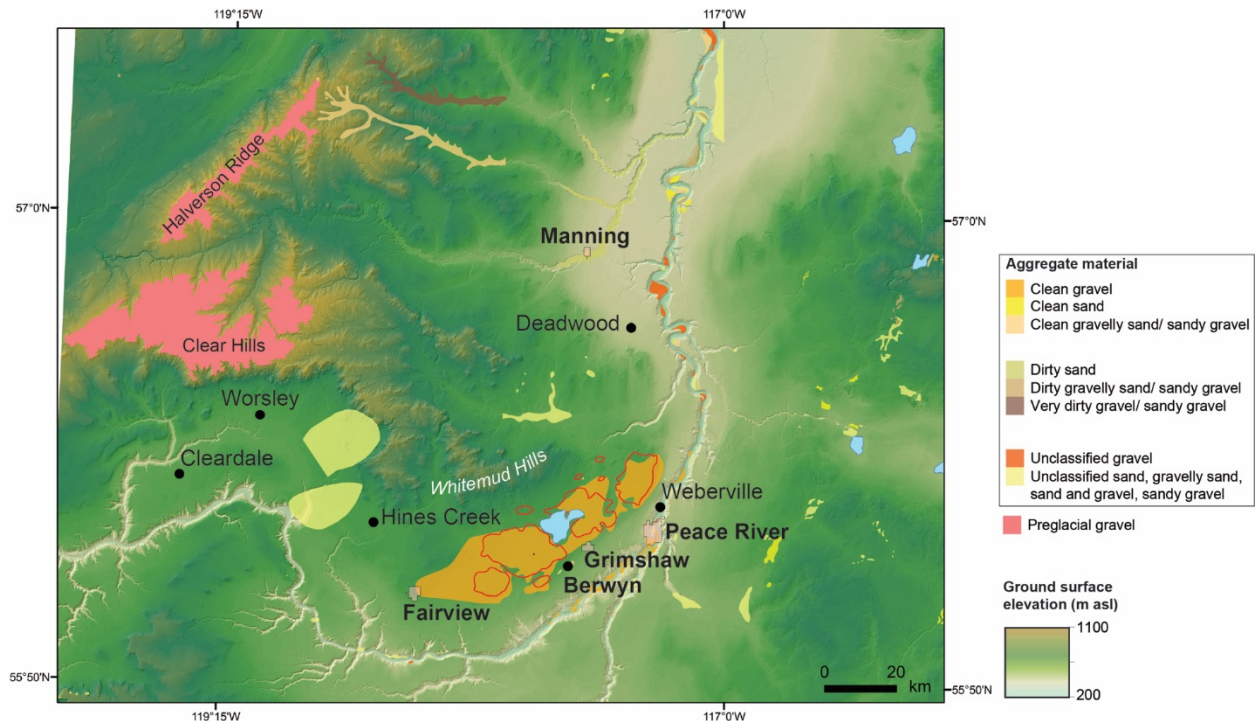 119°15'W
117°0'W
57°0'N
57°0'N
Halverson Ridge
Manning
Deadwood
Clear Hills
Worsley
Cleardale
Whitemud Hills
Weberville
Hines Creek
Peace River
Grimshaw
Berwyn
Fairview
0 20
km
55°50'N
55°50'N
119°15'W
117°0'W
Aggregate material
Clean gravel
Clean sand
Clean gravelly sand/ sandy gravel
Dirty sand
Dirty gravelly sand/ sandy gravel
Very dirty gravel/ sandy gravel
Unclassified gravel
Unclassified sand, gravelly sand,
sand and gravel, sandy gravel
Preglacial gravel
Ground surface
elevation (m asl)
1100
200